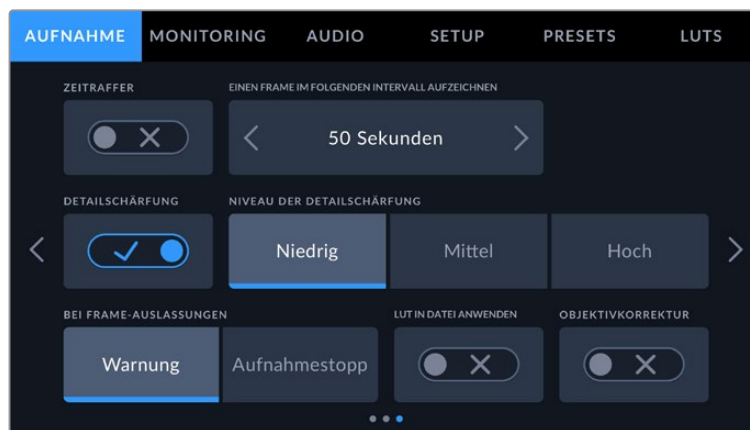 AUFNAHME MONITORING AUDIO SETUP PRESETS LUTS
ZEITRAFFER EINEN FRAME IM FOLGENDEN INTERVALL AUFZEICHNEN
50 Sekunden
DETAILSCHÄRFUNG NIVEAU DER DETAILSCHÄRFUNG
Niedrig Mittel Hoch
BEI FRAME-AUSLASSUNGEN LUT IN DATEI ANWENDEN OBJEKTIVKORREKTUR
Warnung Aufnahmestopp